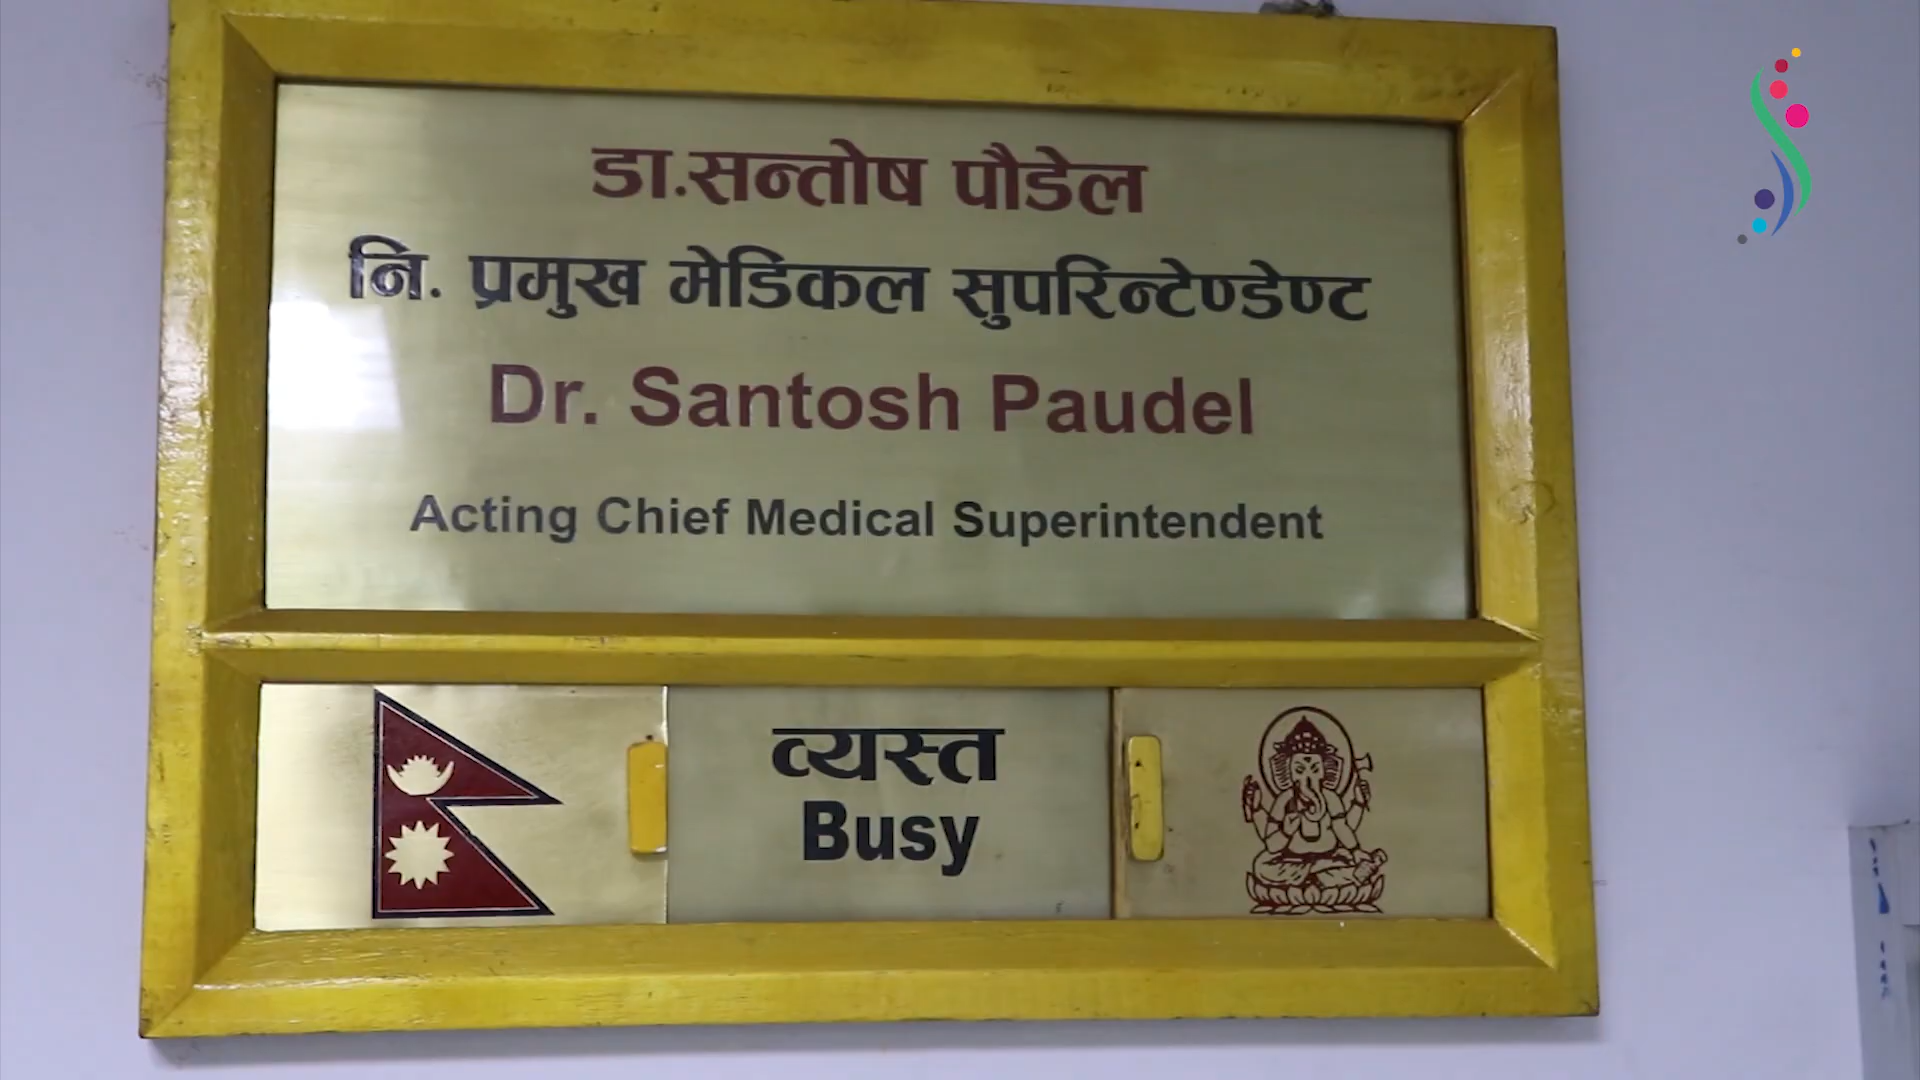 डा.सन्तोष पौडेल
नि. प्रमुख मेडिकल सुपरिन्टेण्डेण्ट
Dr. Santosh Paudel
Acting Chief Medical Superintendent
व्यस्त
Busy